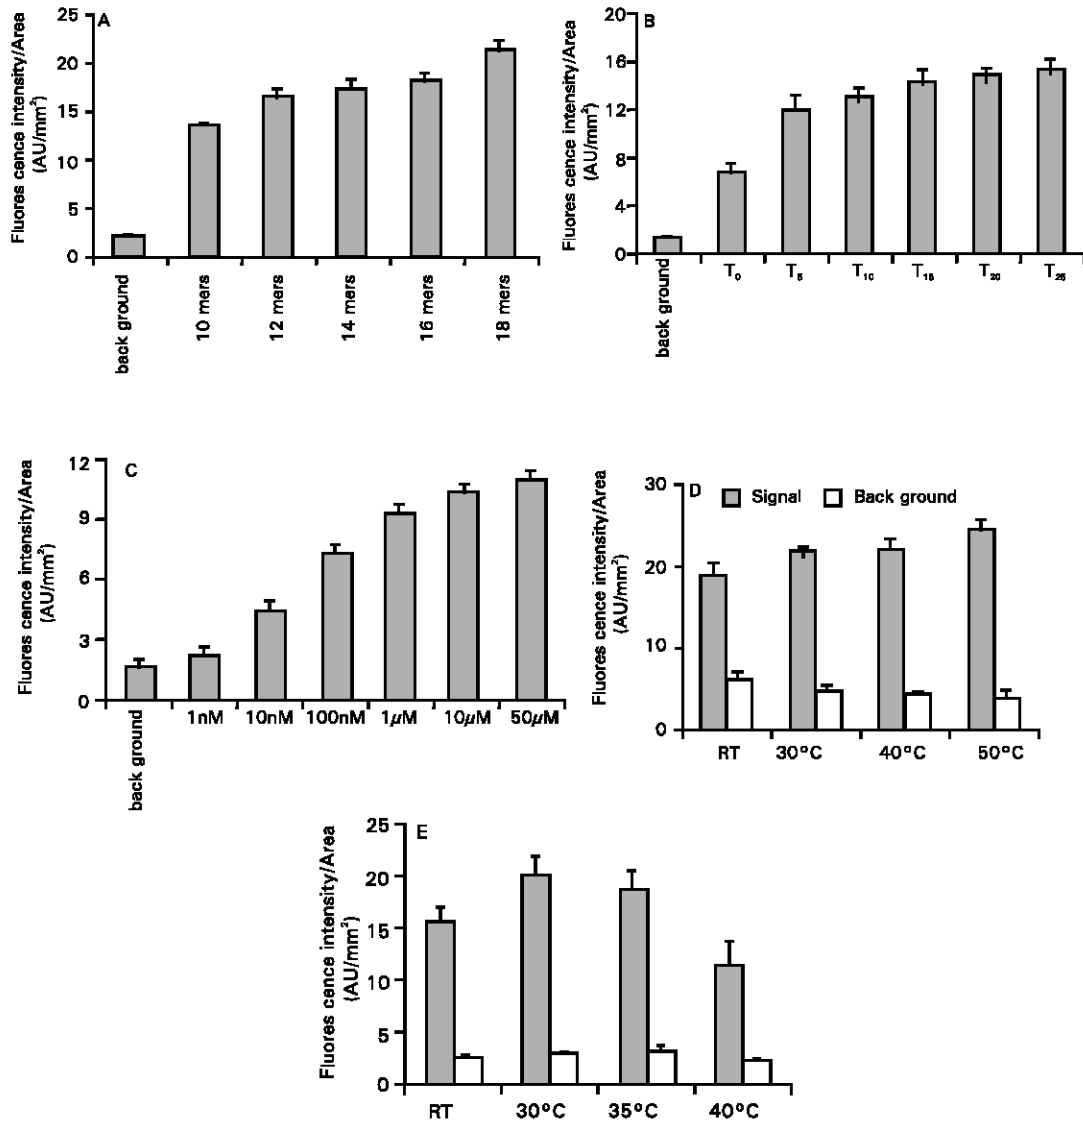 A
Fluores cence intensity/Area
(AU/mm²)
25
20
15
10
5
0
back ground
10 mers
12 mers
14 mers
16 mers
18 mers
B
Fluores cence intensity/Area
(AU/mm²)
20
16
12
8
4
0
back ground
T₀
T₅
T₁₀
T₁₅
T₂₀
T₂₅
C
Fluores cence intensity/Area
(AU/mm²)
12
9
6
3
0
back ground
1nM
10nM
100nM
1µM
10µM
50µM
D
Signal
Back ground
Fluores cence intensity/Area
(AU/mm²)
30
20
10
0
RT
30°C
40°C
50°C
E
Fluores cence intensity/Area
(AU/mm²)
25
20
15
10
5
0
RT
30°C
35°C
40°C